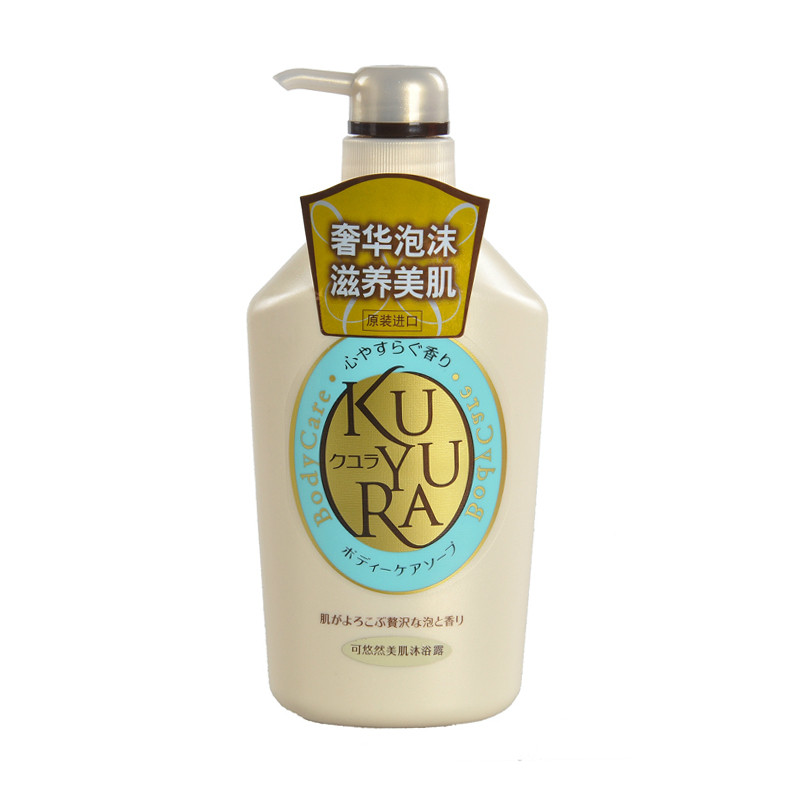 奢华泡沫
滋养美肌
原装进口
心やすらぐ香り
BodyCare
BodyCare
KU
クユラ
YU
RA
ボディーケアソープ
肌がよろこぶ贅沢な泡と香り
可悠然美肌沐浴露